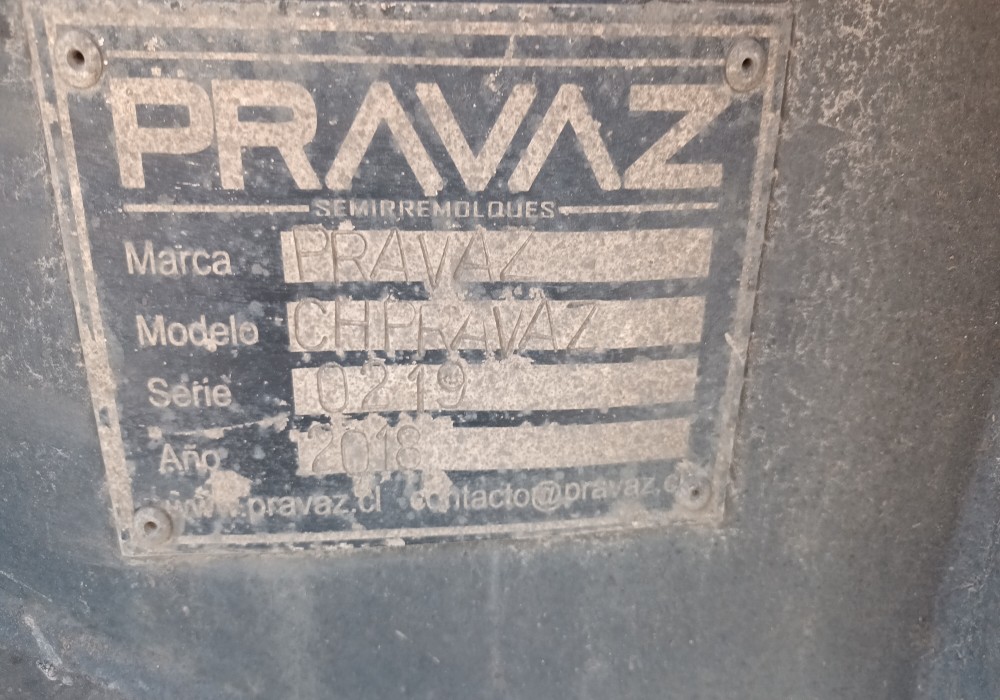 PRAVAZ
SEMIRREMOLQUES
Marca PRAVAZ
Modelo CHPRAVAZ
Serie 0219
Año 2018
www.pravaz.cl contacto@pravaz.cl